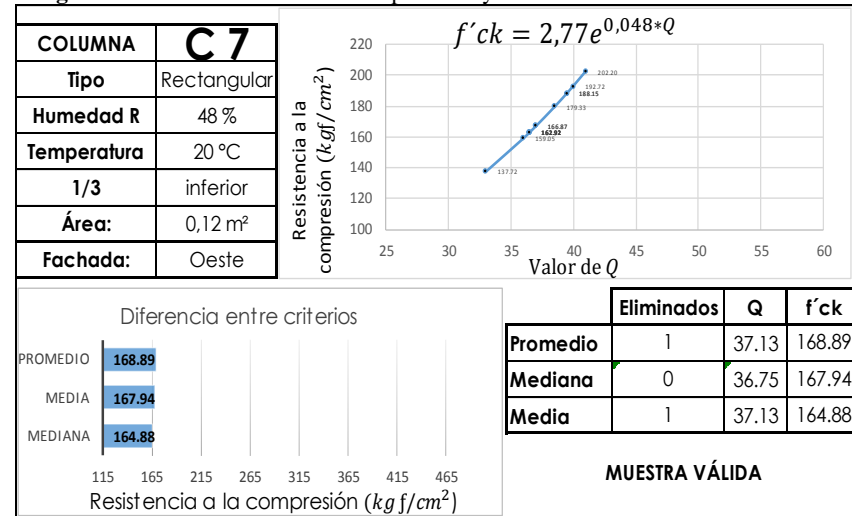 COLUMNA C 7
Tipo Rectangular
Humedad R 48 %
Temperatura 20 °C
1/3 inferior
Área: 0,12 m²
Fachada: Oeste
f´ck = 2,77e^{0,048*Q}
Resistencia a la
compresión (kgf/cm²)
220
200
180
160
140
120
100
202.20
192.72
188.15
179.33
166.87
159.05
137.72
25 30 35 40 45 50 55 60
Valor de Q
Diferencia entre criterios
PROMEDIO 168.89
MEDIA 167.94
MEDIANA 164.88
115 165 215 265 315 365 415 465
Resistencia a la compresión (kgf/cm²)
Eliminados Q f´ck
Promedio 1 37.13 168.89
Mediana 0 36.75 167.94
Media 1 37.13 164.88
MUESTRA VÁLIDA